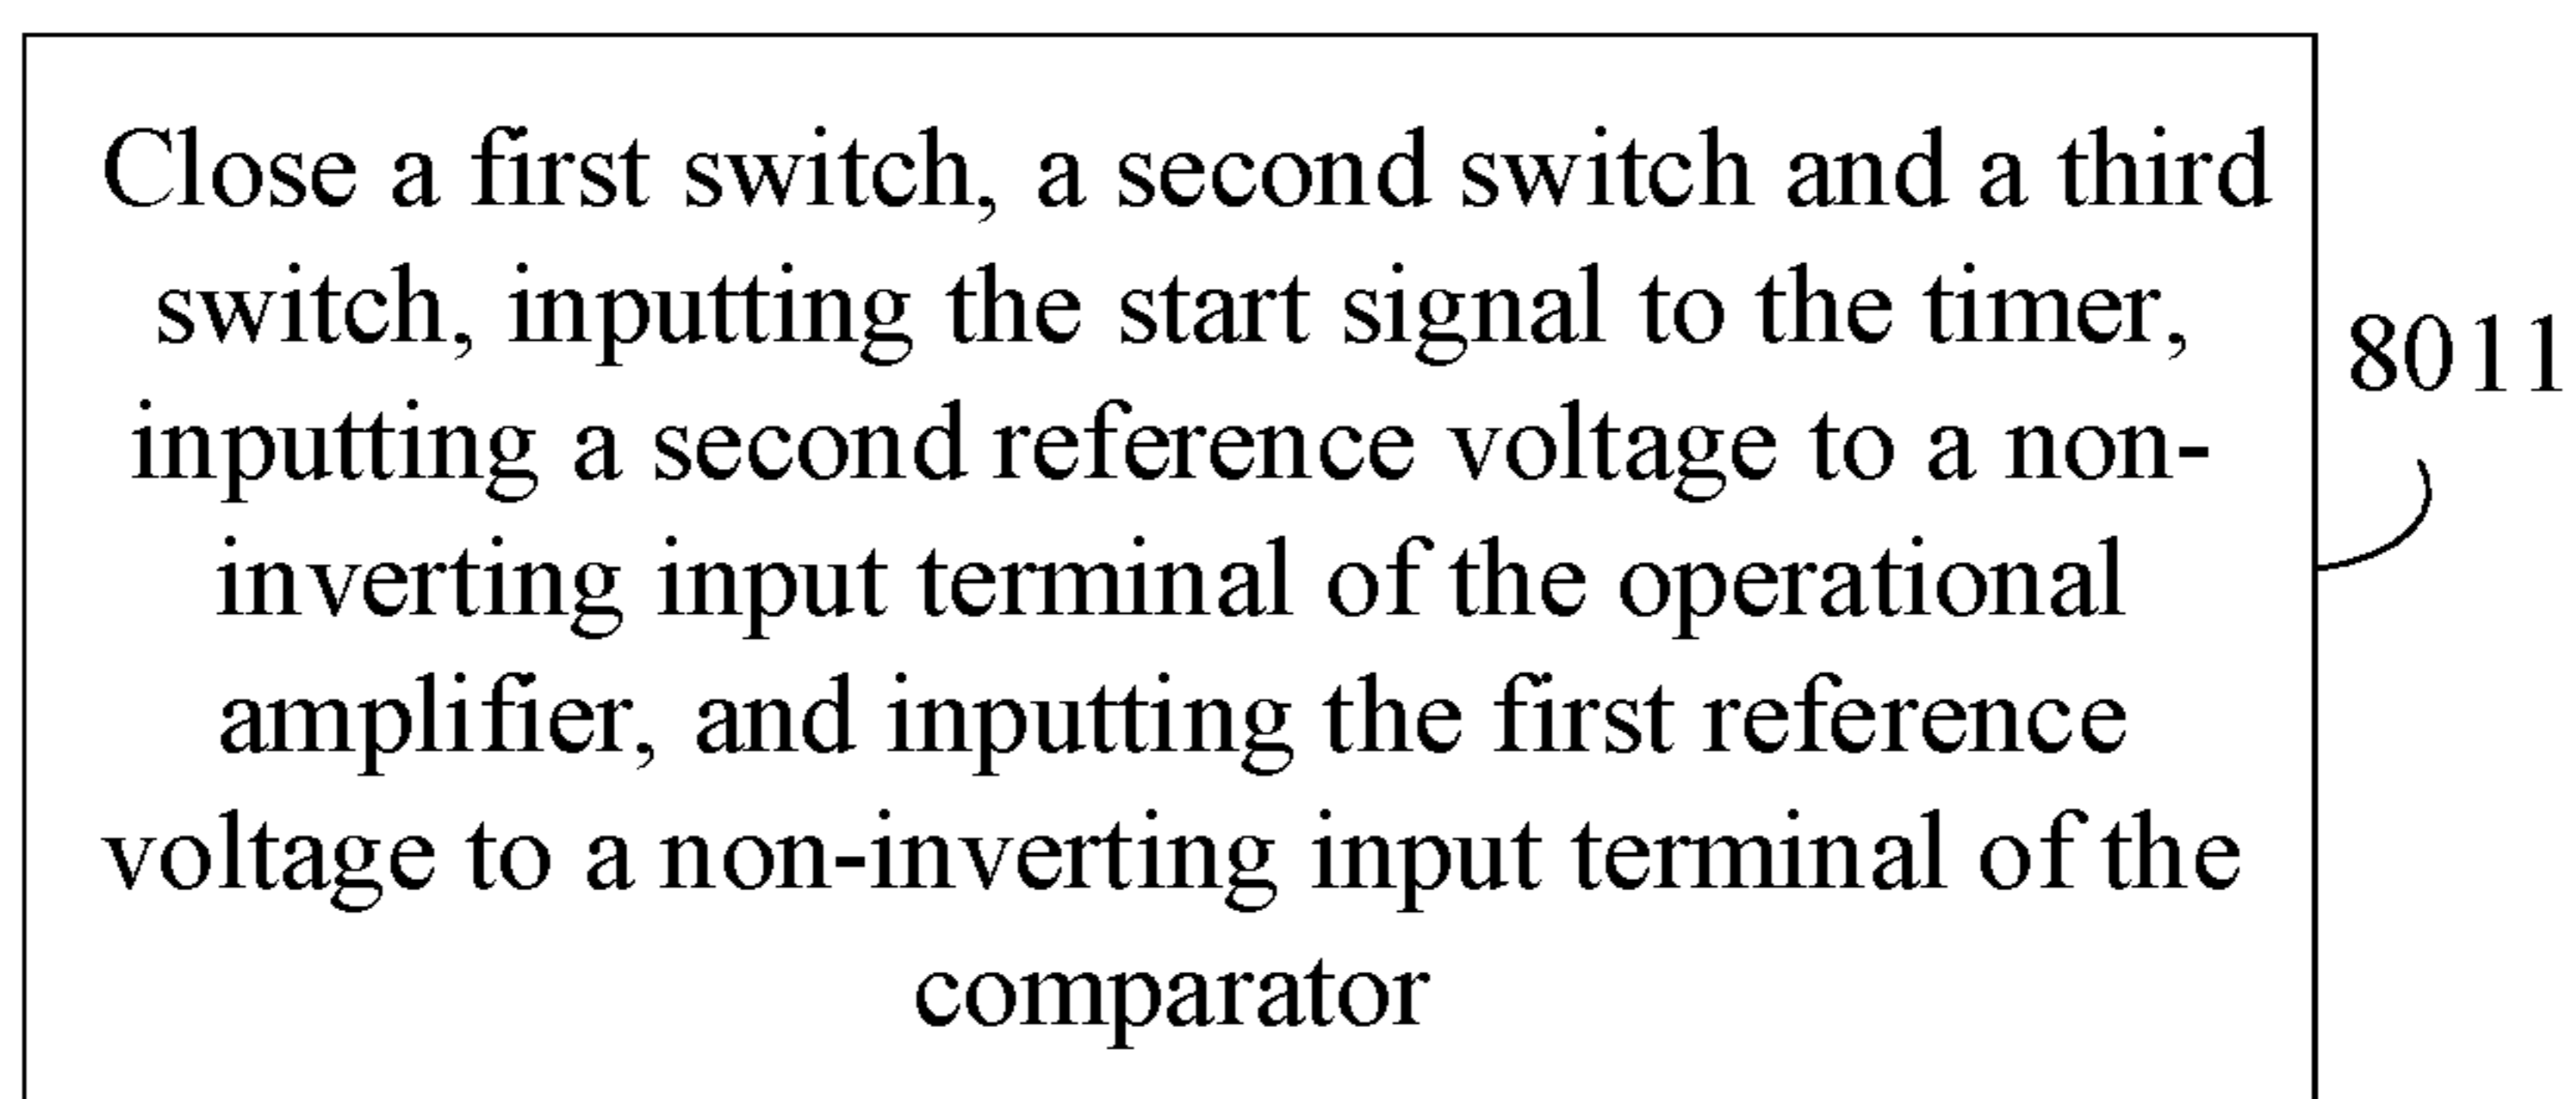 Close a first switch, a second switch and a third
switch, inputting the start signal to the timer,
inputting a second reference voltage to a non-
inverting input terminal of the operational
amplifier, and inputting the first reference
voltage to a non-inverting input terminal of the
comparator
8011